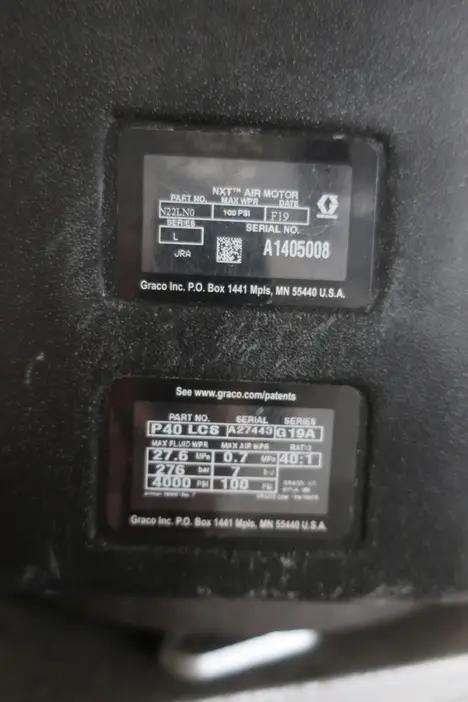 NXT™ AIR MOTOR
PART NO. MAX WPR DATE
N22LN0 100 PSI F19
SERIES SERIAL NO.
L A1405008
JRA
Graco Inc. P.O. Box 1441 Mpls, MN 55440 U.S.A.
See www.graco.com/patents
PART NO. SERIAL SERIES
P40 LCS A27443 G19A
MAX FLUID WPR MAX AIR WPR RATIO
27.6 MPa 0.7 MPa 40:1
276 bar 7
4000 PSI 100 PSI
Graco Inc. P.O. Box 1441 Mpls, MN 55440 U.S.A.